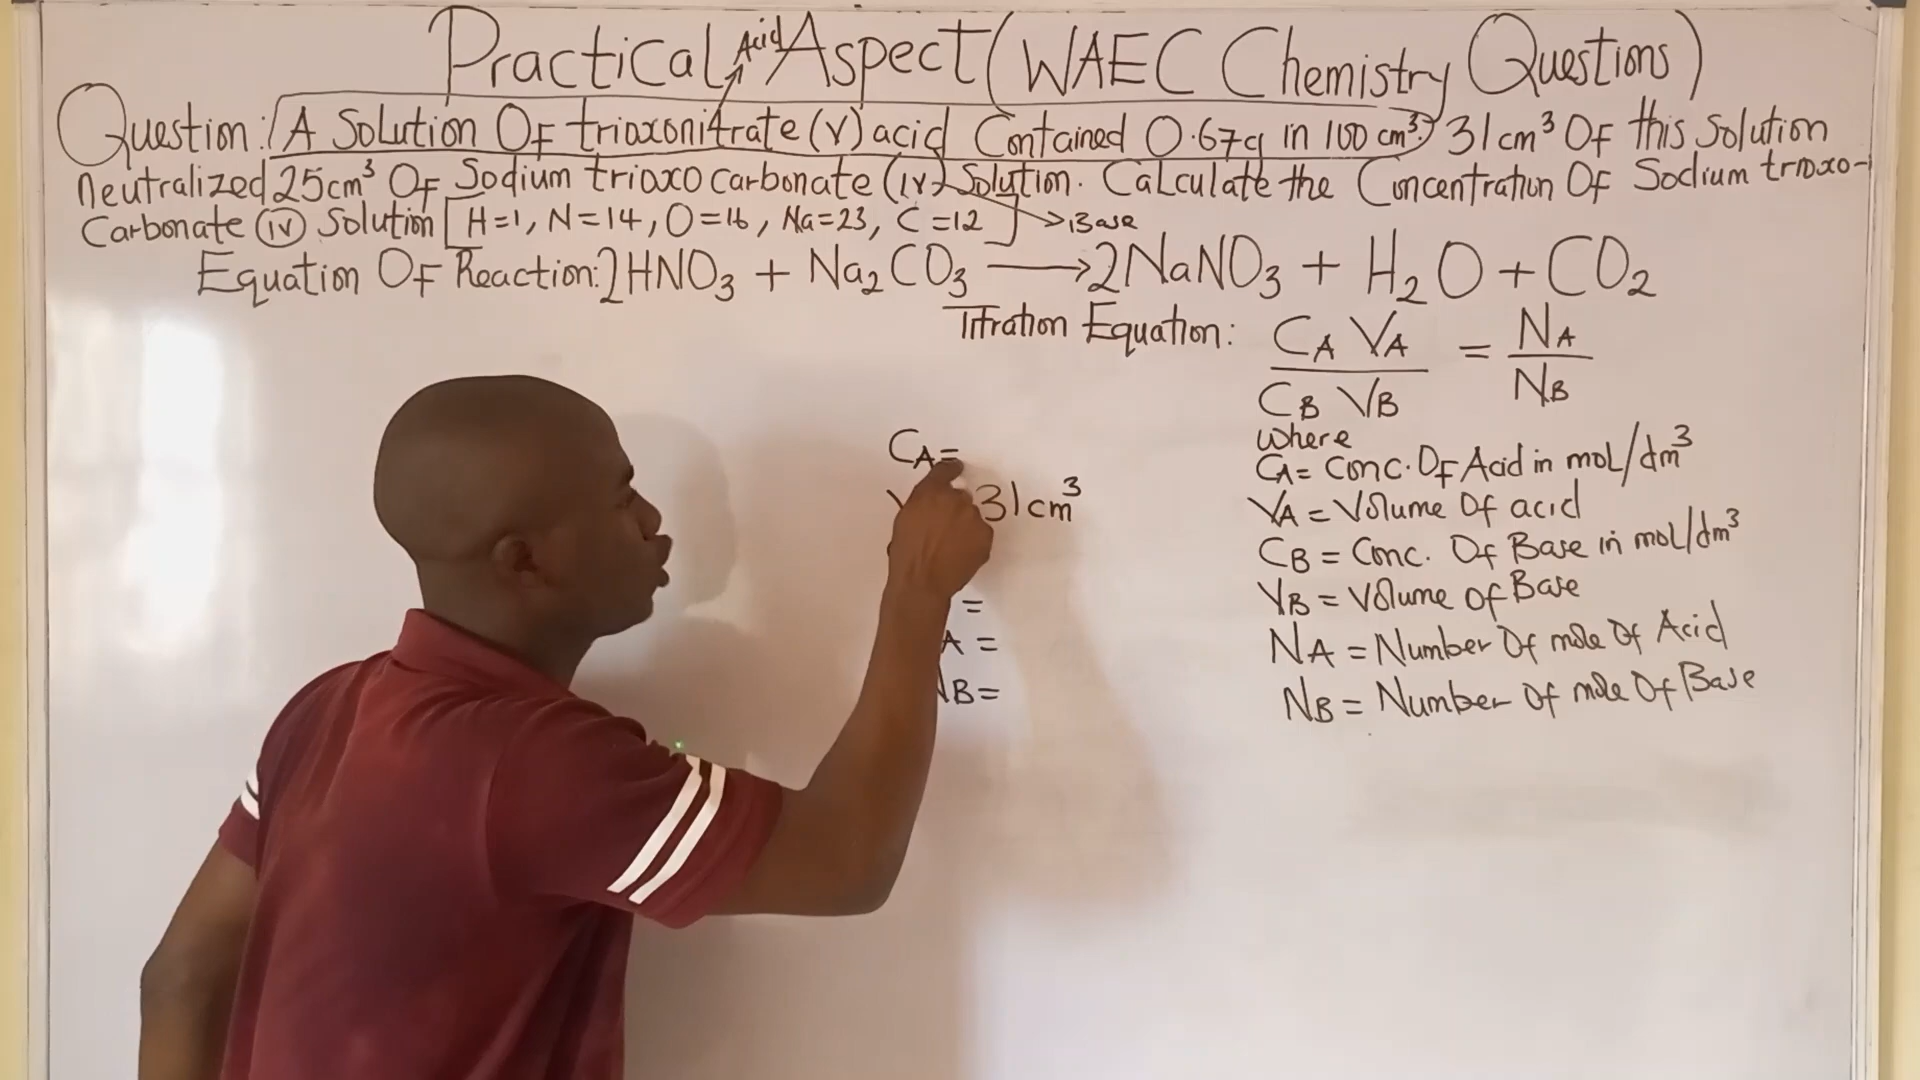 Practical Acid Aspect (WAEC Chemistry Questions)
Question: A Solution Of trioxonitrate (V) acid Contained 0.67g in 100 cm³. 31cm³ Of this Solution
Neutralized 25cm³ Of Sodium trioxo carbonate (IV) Solution. Calculate the Concentration Of Sodium trioxo-
Carbonate (IV) Solution [H=1, N=14, O=16, Na=23, C=12] → Base
Equation Of Reaction: 2HNO₃ + Na₂CO₃ → 2NaNO₃ + H₂O + CO₂
Titration Equation: CA VA / CB VB = NA / NB
where
CA = Conc. Of Acid in mol/dm³
VA = Volume Of acid
CB = Conc. Of Base in mol/dm³
VB = Volume of Base
NA = Number Of mole Of Acid
NB = Number Of mole Of Base
CA =
31cm³
=
A =
NB =